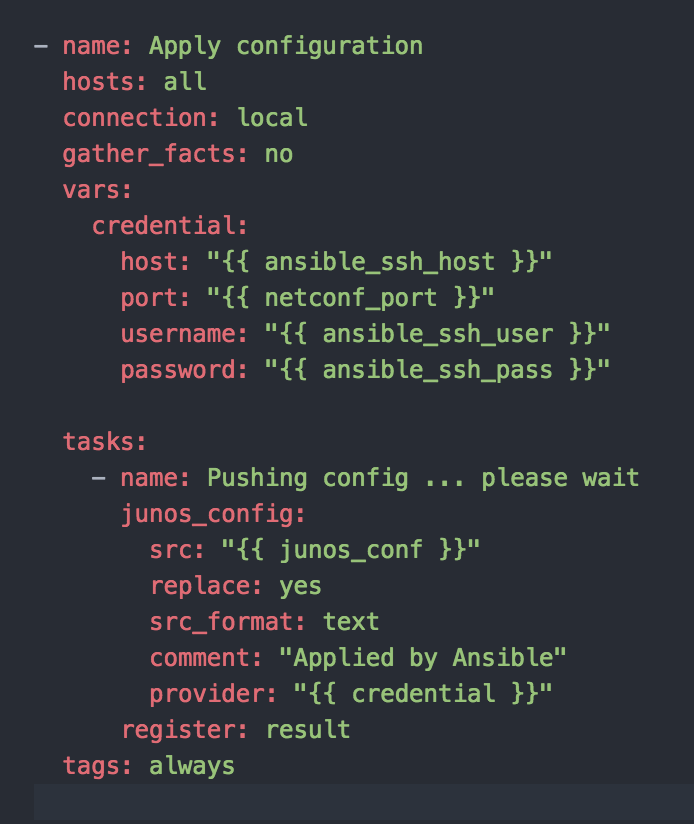 - name: Apply configuration
  hosts: all
  connection: local
  gather_facts: no
  vars:
    credential:
      host: "{{ ansible_ssh_host }}"
      port: "{{ netconf_port }}"
      username: "{{ ansible_ssh_user }}"
      password: "{{ ansible_ssh_pass }}"

  tasks:
    - name: Pushing config ... please wait
      junos_config:
        src: "{{ junos_conf }}"
        replace: yes
        src_format: text
        comment: "Applied by Ansible"
        provider: "{{ credential }}"
      register: result
  tags: always